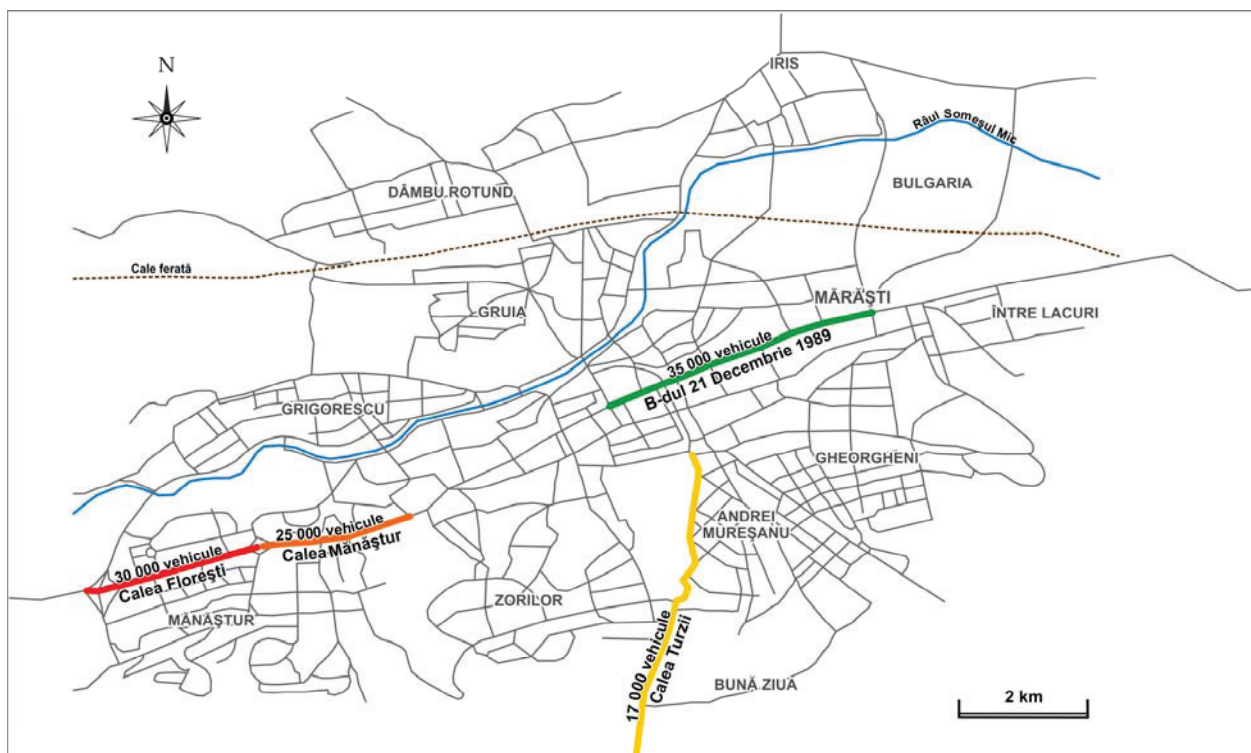 IRIS
N
Răul Someşul Mic
DÂMBU ROTUND
BULGARIA
Cale ferată
MĂRĂŞTI
GRUIA
ÎNTRE LACURI
35 000 vehicule
B-dul 21 Decembrie 1989
GRIGORESCU
GHEORGHENI
ANDREI
MUREŞANU
25 000 vehicule
Calea Mănăştur
30 000 vehicule
Calea Floreşti
ZORILOR
MĂNĂŞTUR
17 000 vehicule
Calea Turzii
BUNĂ ZIUA
2 km